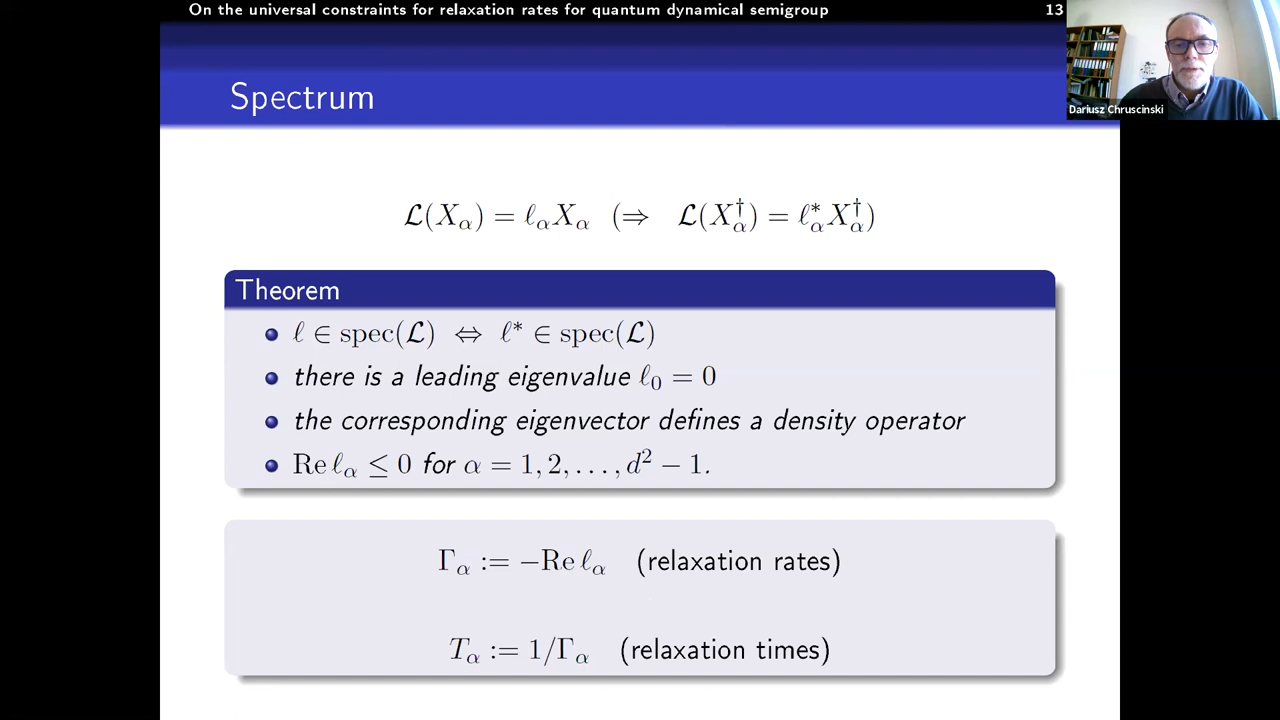 On the universal constraints for relaxation rates for quantum dynamical semigroup 13
Dariusz Chruscinski
Spectrum
𝓛(X_α) = ℓ_α X_α (⇒ 𝓛(X_α^†) = ℓ_α^* X_α^†)
Theorem
ℓ ∈ spec(𝓛) ⇔ ℓ* ∈ spec(𝓛)
there is a leading eigenvalue ℓ_0 = 0
the corresponding eigenvector defines a density operator
Re ℓ_α ≤ 0 for α = 1, 2, . . . , d² − 1.
Γ_α := −Re ℓ_α (relaxation rates)
T_α := 1/Γ_α (relaxation times)